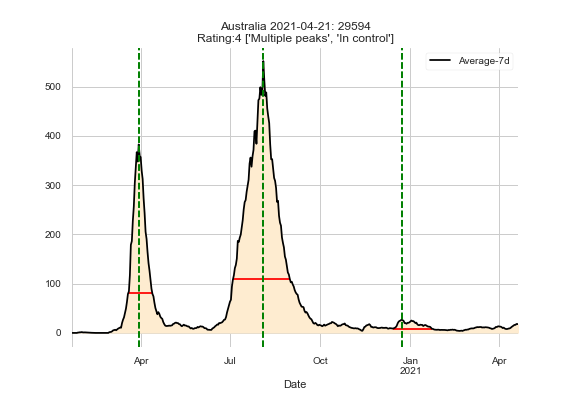 Australia 2021-04-21: 29594
Rating:4 ['Multiple peaks', 'In control']
Average-7d
500
400
300
200
100
0
Apr
Jul
Oct
Jan
2021
Apr
Date